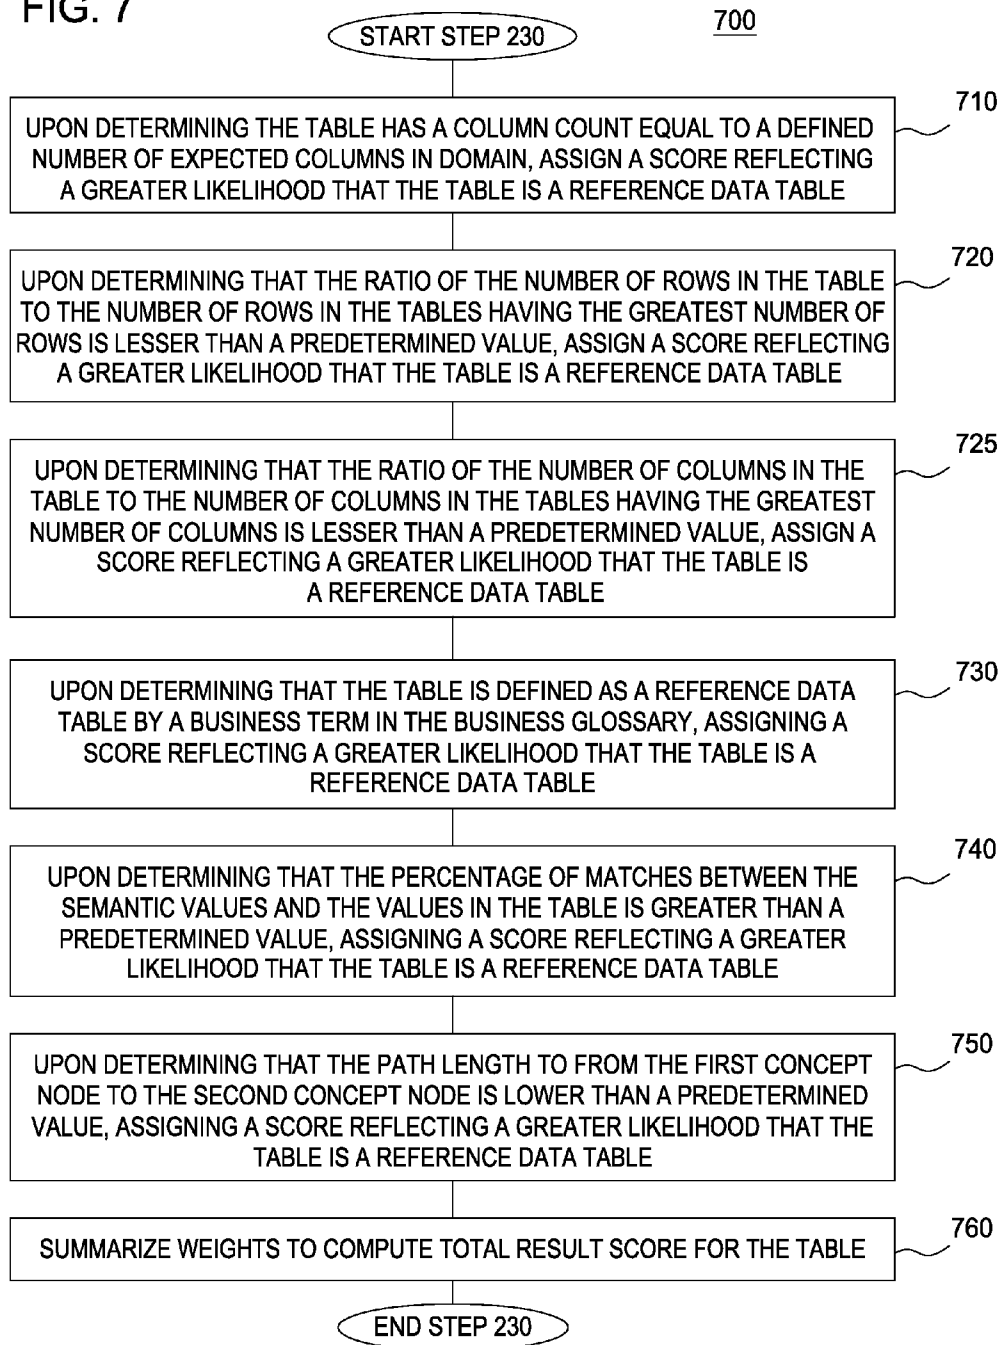 FIG. 7
700
START STEP 230
710
UPON DETERMINING THE TABLE HAS A COLUMN COUNT EQUAL TO A DEFINED
NUMBER OF EXPECTED COLUMNS IN DOMAIN, ASSIGN A SCORE REFLECTING
A GREATER LIKELIHOOD THAT THE TABLE IS A REFERENCE DATA TABLE
720
UPON DETERMINING THAT THE RATIO OF THE NUMBER OF ROWS IN THE TABLE
TO THE NUMBER OF ROWS IN THE TABLES HAVING THE GREATEST NUMBER OF
ROWS IS LESSER THAN A PREDETERMINED VALUE, ASSIGN A SCORE REFLECTING
A GREATER LIKELIHOOD THAT THE TABLE IS A REFERENCE DATA TABLE
725
UPON DETERMINING THAT THE RATIO OF THE NUMBER OF COLUMNS IN THE
TABLE TO THE NUMBER OF COLUMNS IN THE TABLES HAVING THE GREATEST
NUMBER OF COLUMNS IS LESSER THAN A PREDETERMINED VALUE, ASSIGN A
SCORE REFLECTING A GREATER LIKELIHOOD THAT THE TABLE IS
A REFERENCE DATA TABLE
730
UPON DETERMINING THAT THE TABLE IS DEFINED AS A REFERENCE DATA
TABLE BY A BUSINESS TERM IN THE BUSINESS GLOSSARY, ASSIGNING A
SCORE REFLECTING A GREATER LIKELIHOOD THAT THE TABLE IS A
REFERENCE DATA TABLE
740
UPON DETERMINING THAT THE PERCENTAGE OF MATCHES BETWEEN THE
SEMANTIC VALUES AND THE VALUES IN THE TABLE IS GREATER THAN A
PREDETERMINED VALUE, ASSIGNING A SCORE REFLECTING A GREATER
LIKELIHOOD THAT THE TABLE IS A REFERENCE DATA TABLE
750
UPON DETERMINING THAT THE PATH LENGTH TO FROM THE FIRST CONCEPT
NODE TO THE SECOND CONCEPT NODE IS LOWER THAN A PREDETERMINED
VALUE, ASSIGNING A SCORE REFLECTING A GREATER LIKELIHOOD THAT THE
TABLE IS A REFERENCE DATA TABLE
760
SUMMARIZE WEIGHTS TO COMPUTE TOTAL RESULT SCORE FOR THE TABLE
END STEP 230